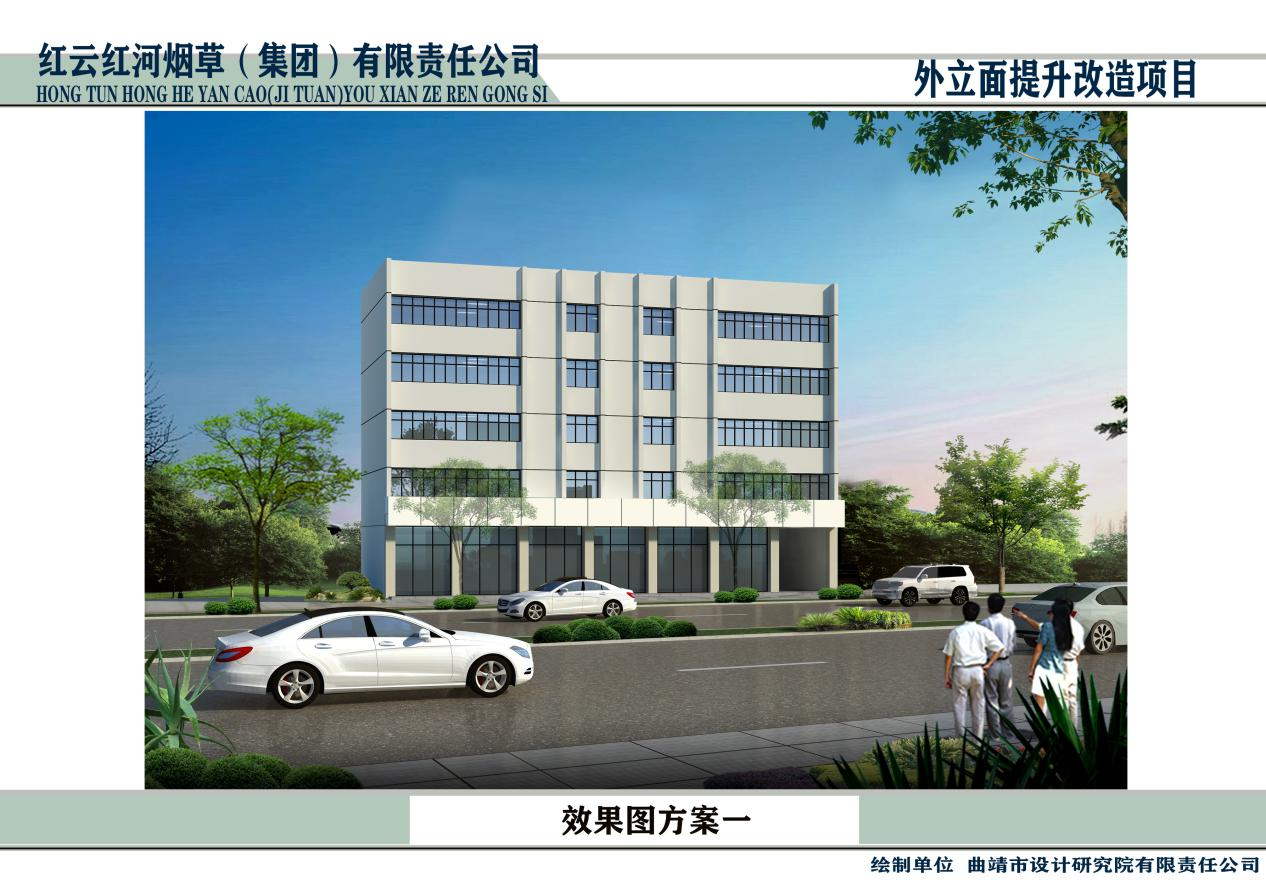 红云红河烟草（集团）有限责任公司
HONG TUN HONG HE YAN CAO(JI TUAN)YOU XIAN ZE REN GONG SI
外立面提升改造项目
效果图方案一
绘制单位 曲靖市设计研究院有限责任公司